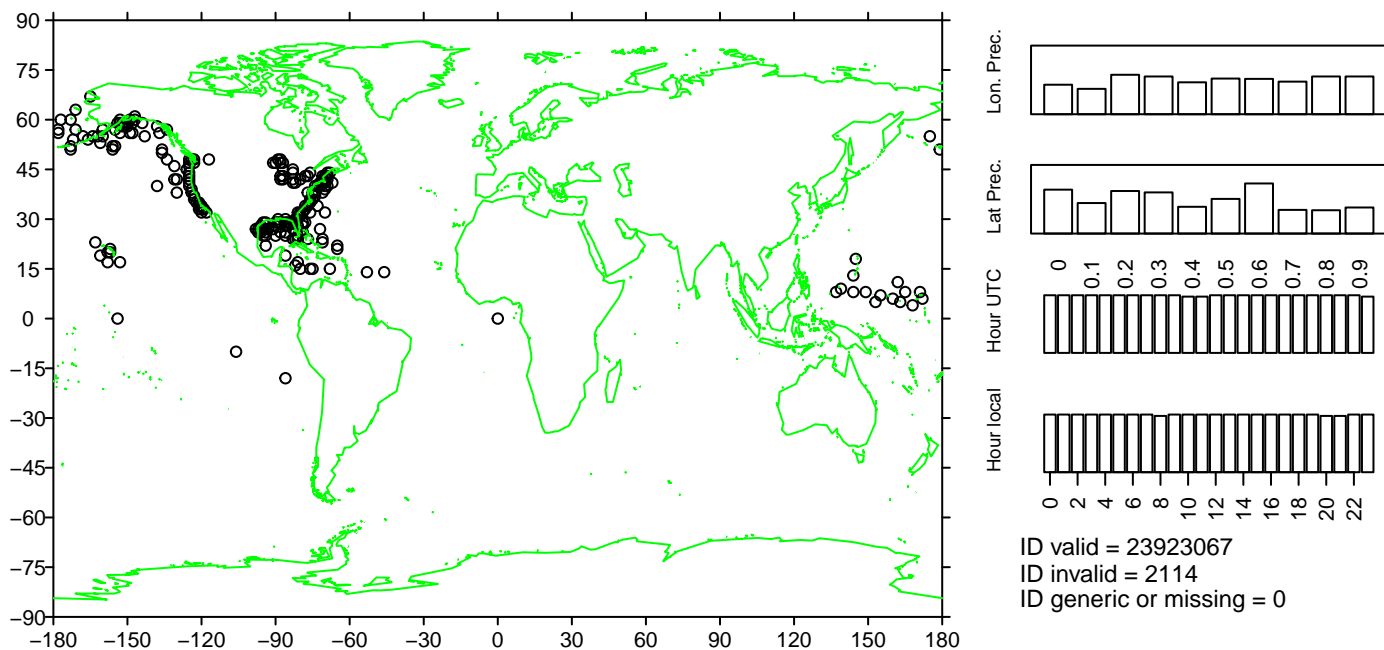 90
75
60
45
30
15
0
−15
−30
−45
−60
−75
−90
−180 −150 −120 −90 −60 −30 0 30 60 90 120 150 180
Lon. Prec.
Lat Prec.
0 0.1 0.2 0.3 0.4 0.5 0.6 0.7 0.8 0.9
Hour UTC
Hour local
0 2 4 6 8 10 12 14 16 18 20 22
ID valid = 23923067
ID invalid = 2114
ID generic or missing = 0